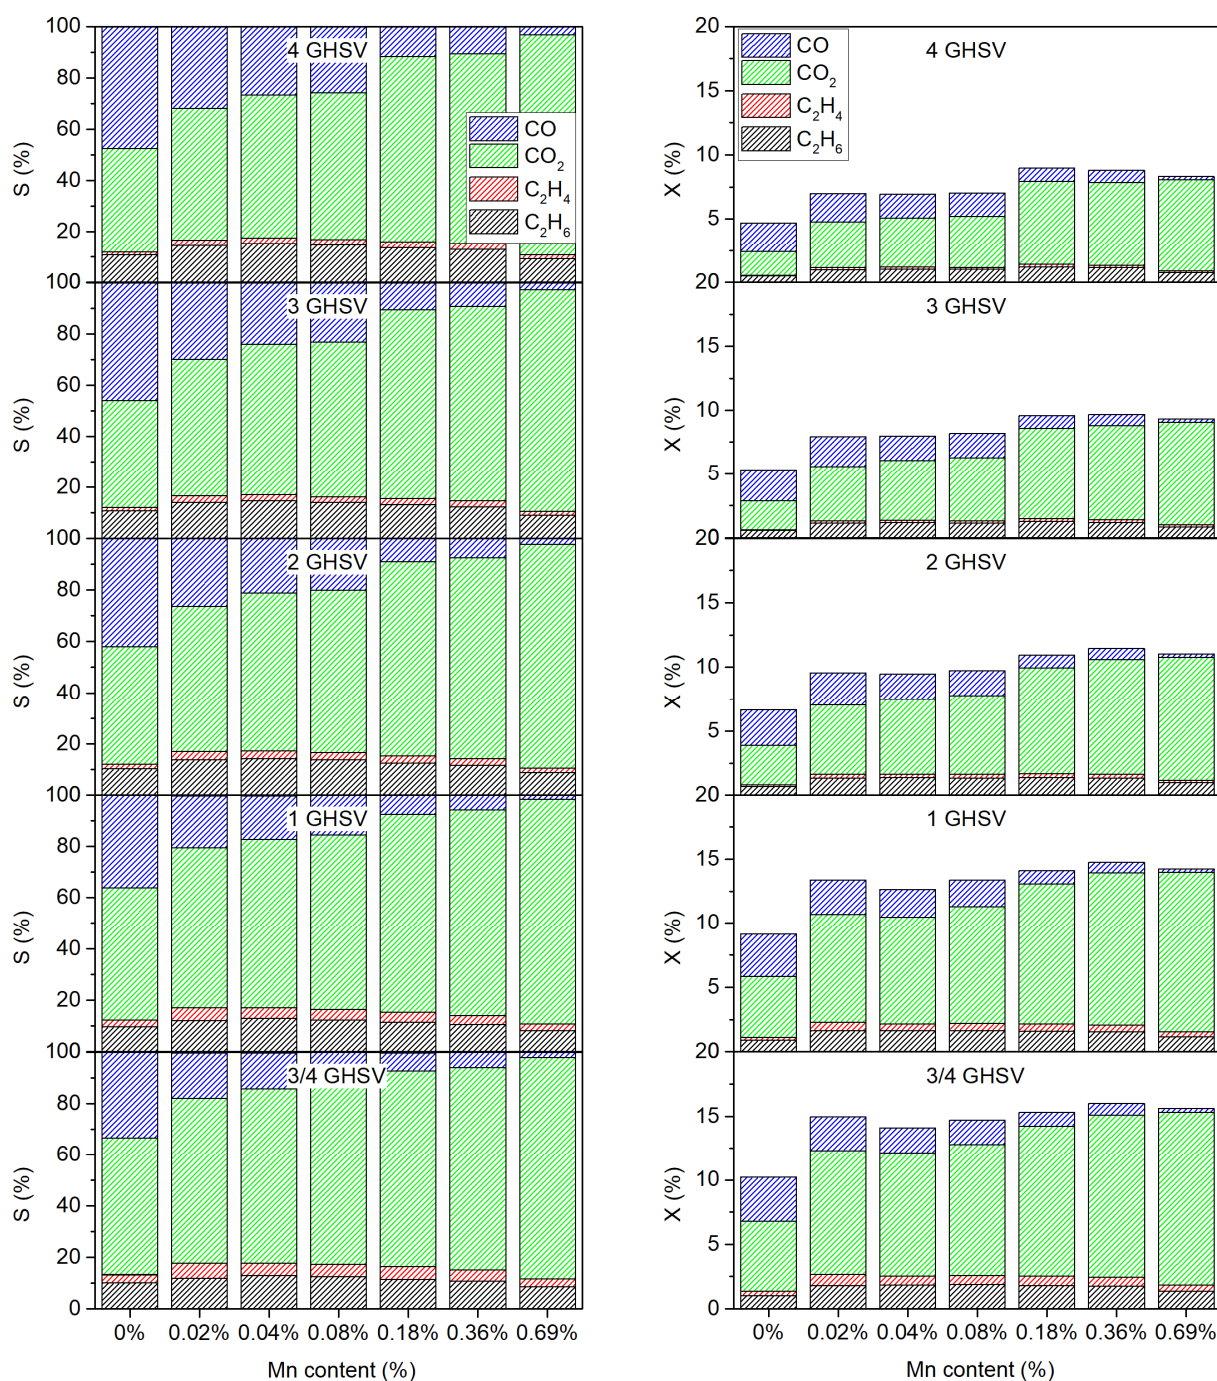 100
80
60
40
20
S (%)
4 GHSV
CO
CO₂
C₂H₄
C₂H₆
100
80
60
40
20
S (%)
3 GHSV
100
80
60
40
20
S (%)
2 GHSV
100
80
60
40
20
S (%)
1 GHSV
100
80
60
40
20
0
S (%)
3/4 GHSV
0% 0.02% 0.04% 0.08% 0.18% 0.36% 0.69%
Mn content (%)
20
15
10
5
X (%)
CO
CO₂
C₂H₄
C₂H₆
4 GHSV
20
15
10
5
X (%)
3 GHSV
20
15
10
5
X (%)
2 GHSV
20
15
10
5
X (%)
1 GHSV
20
15
10
5
0
X (%)
3/4 GHSV
0% 0.02% 0.04% 0.08% 0.18% 0.36% 0.69%
Mn content (%)